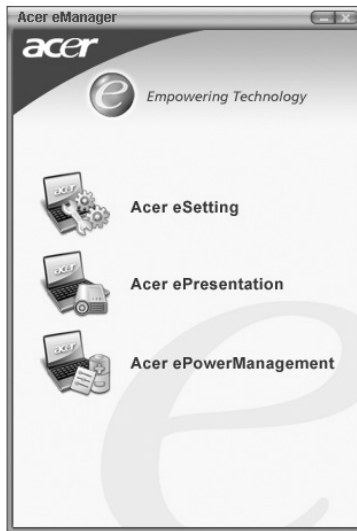 Acer eManager
acer
e Empowering Technology
Acer eSetting
Acer ePresentation
Acer ePowerManagement